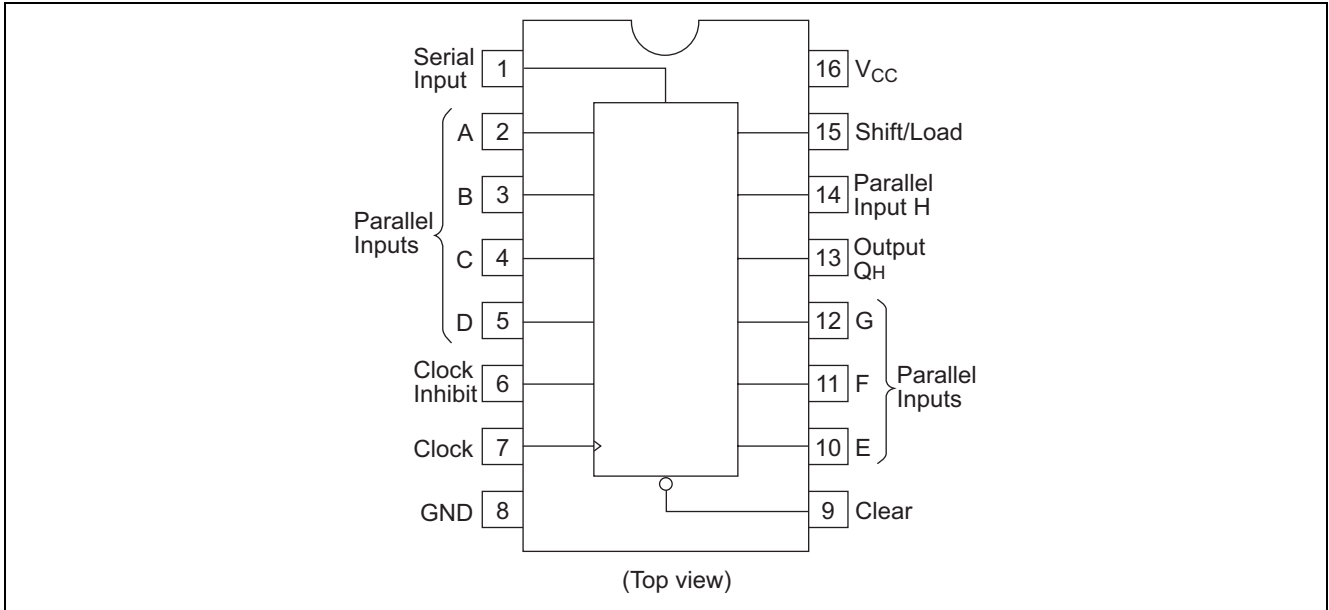 Serial
Input
1
16
VCC
A
2
15
Shift/Load
B
3
14
Parallel
Input H
Parallel
Inputs
C
4
13
Output
QH
D
5
12
G
Clock
Inhibit
6
11
F
Parallel
Inputs
Clock
7
10
E
GND
8
9
Clear
(Top view)